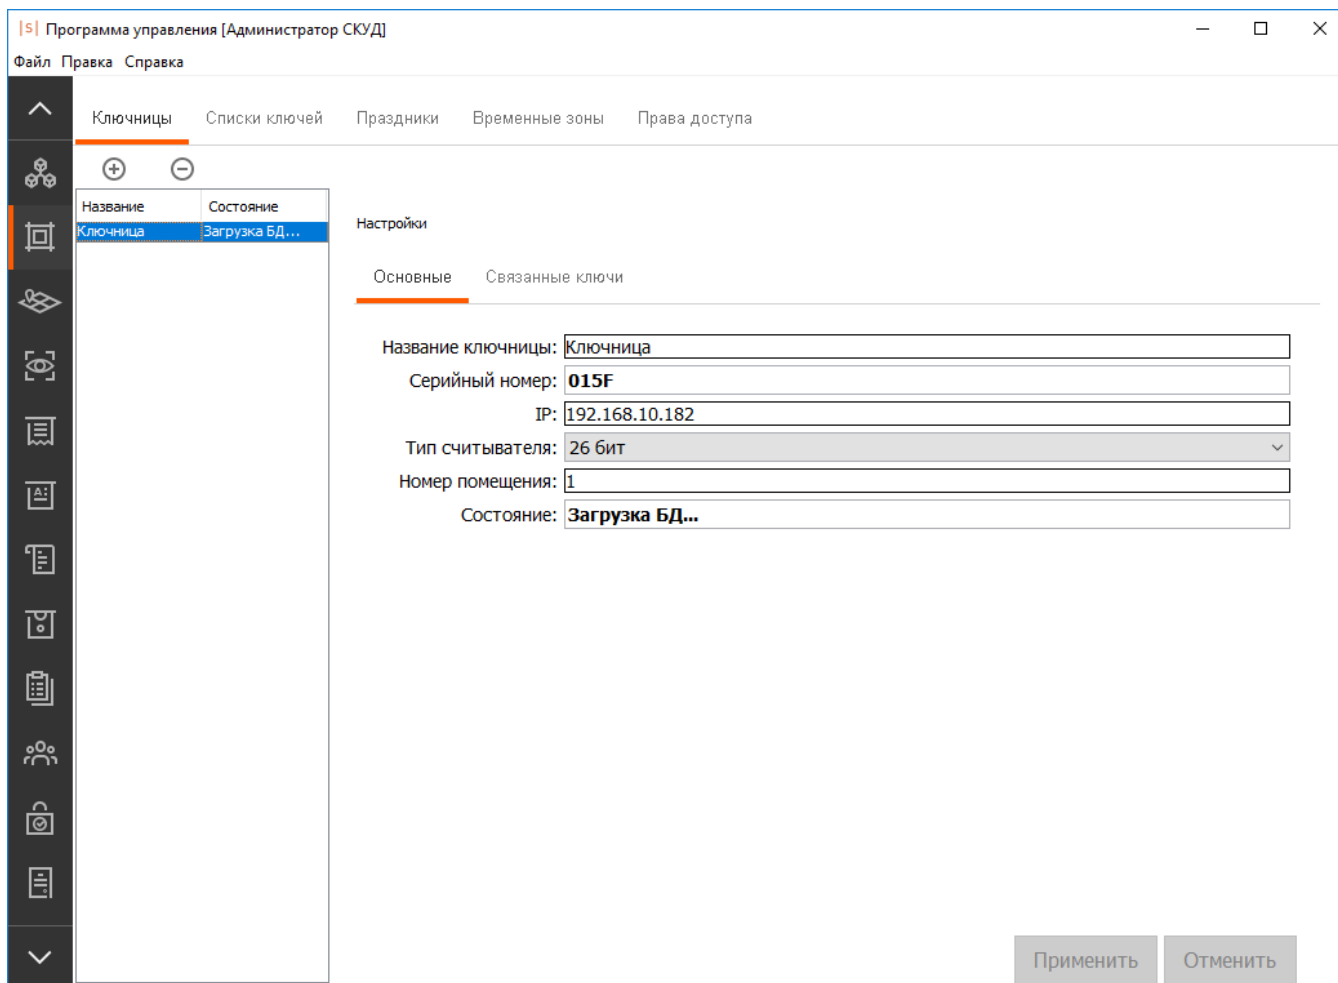 |S| Программа управления [Администратор СКУД]
Файл Правка Справка
Ключницы Списки ключей Праздники Временные зоны Права доступа
Название Состояние
Ключница Загрузка БД...
Настройки
Основные Связанные ключи
Название ключницы: Ключница
Серийный номер: 015F
IP: 192.168.10.182
Тип считывателя: 26 бит
Номер помещения: 1
Состояние: Загрузка БД...
Применить Отменить